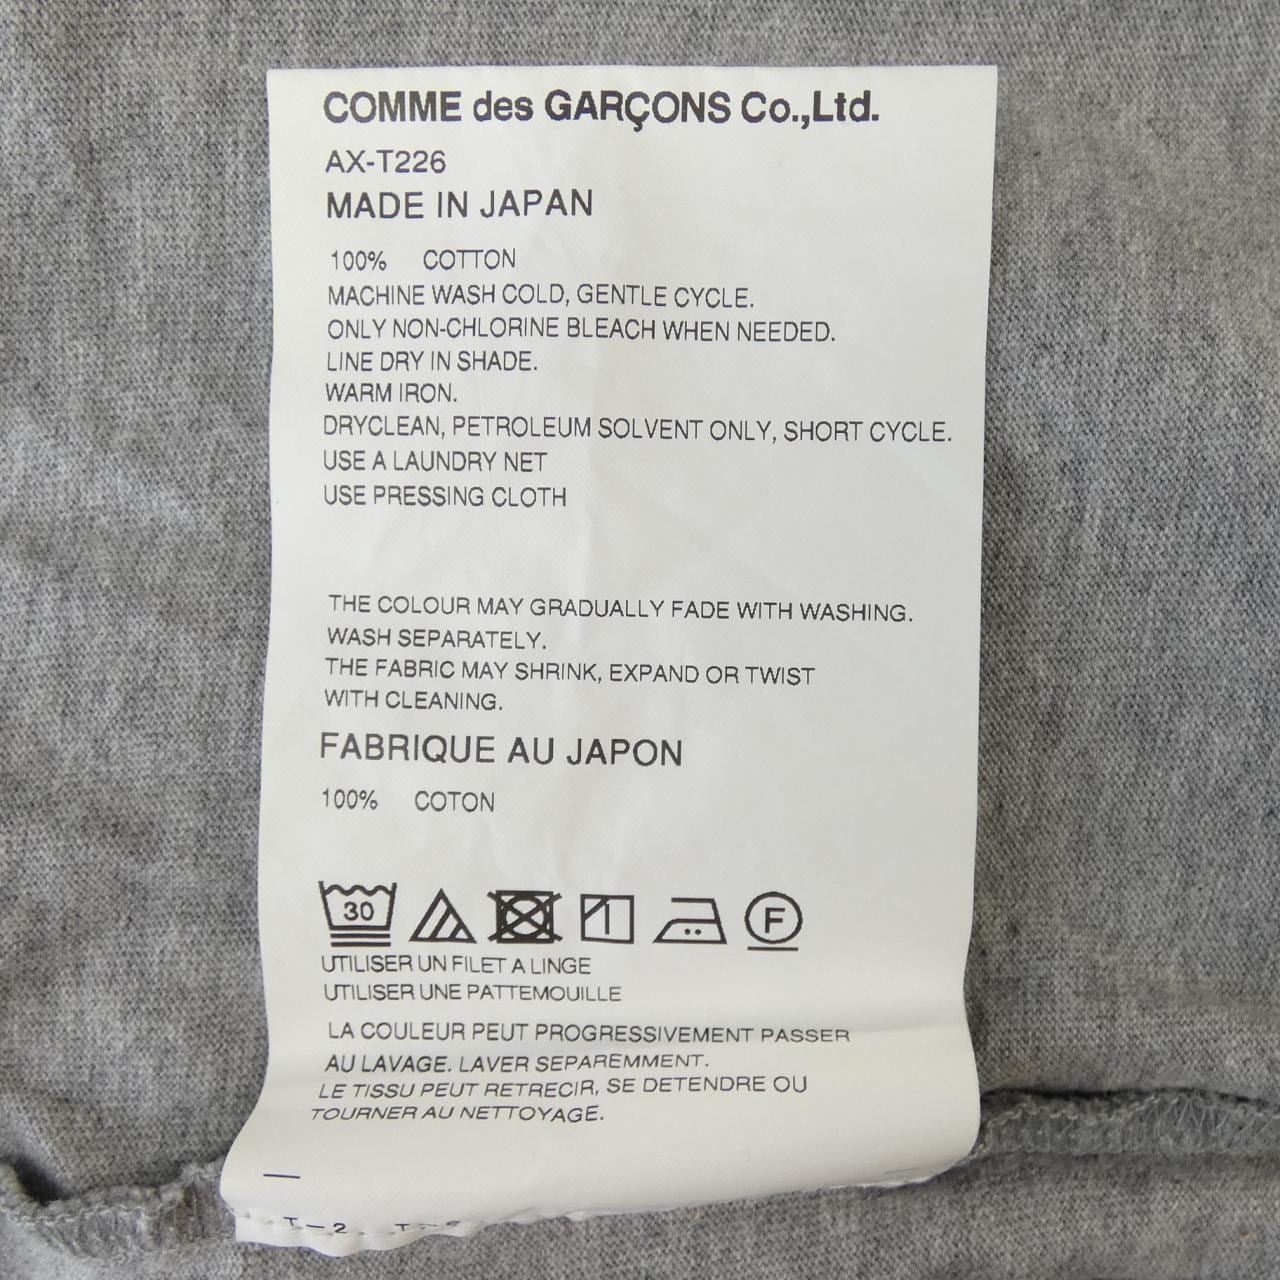 COMME des GARÇONS Co.,Ltd.
AX-T226
MADE IN JAPAN
100% COTTON
MACHINE WASH COLD, GENTLE CYCLE.
ONLY NON-CHLORINE BLEACH WHEN NEEDED.
LINE DRY IN SHADE.
WARM IRON.
DRYCLEAN, PETROLEUM SOLVENT ONLY, SHORT CYCLE.
USE A LAUNDRY NET
USE PRESSING CLOTH
THE COLOUR MAY GRADUALLY FADE WITH WASHING.
WASH SEPARATELY.
THE FABRIC MAY SHRINK, EXPAND OR TWIST
WITH CLEANING.
FABRIQUE AU JAPON
100% COTON
30 F
UTILISER UN FILET A LINGE
UTILISER UNE PATTEMOUILLE
LA COULEUR PEUT PROGRESSIVEMENT PASSER
AU LAVAGE. LAVER SEPAREMMENT.
LE TISSU PEUT RETRECIR, SE DETENDRE OU
TOURNER AU NETTOYAGE.
T-2